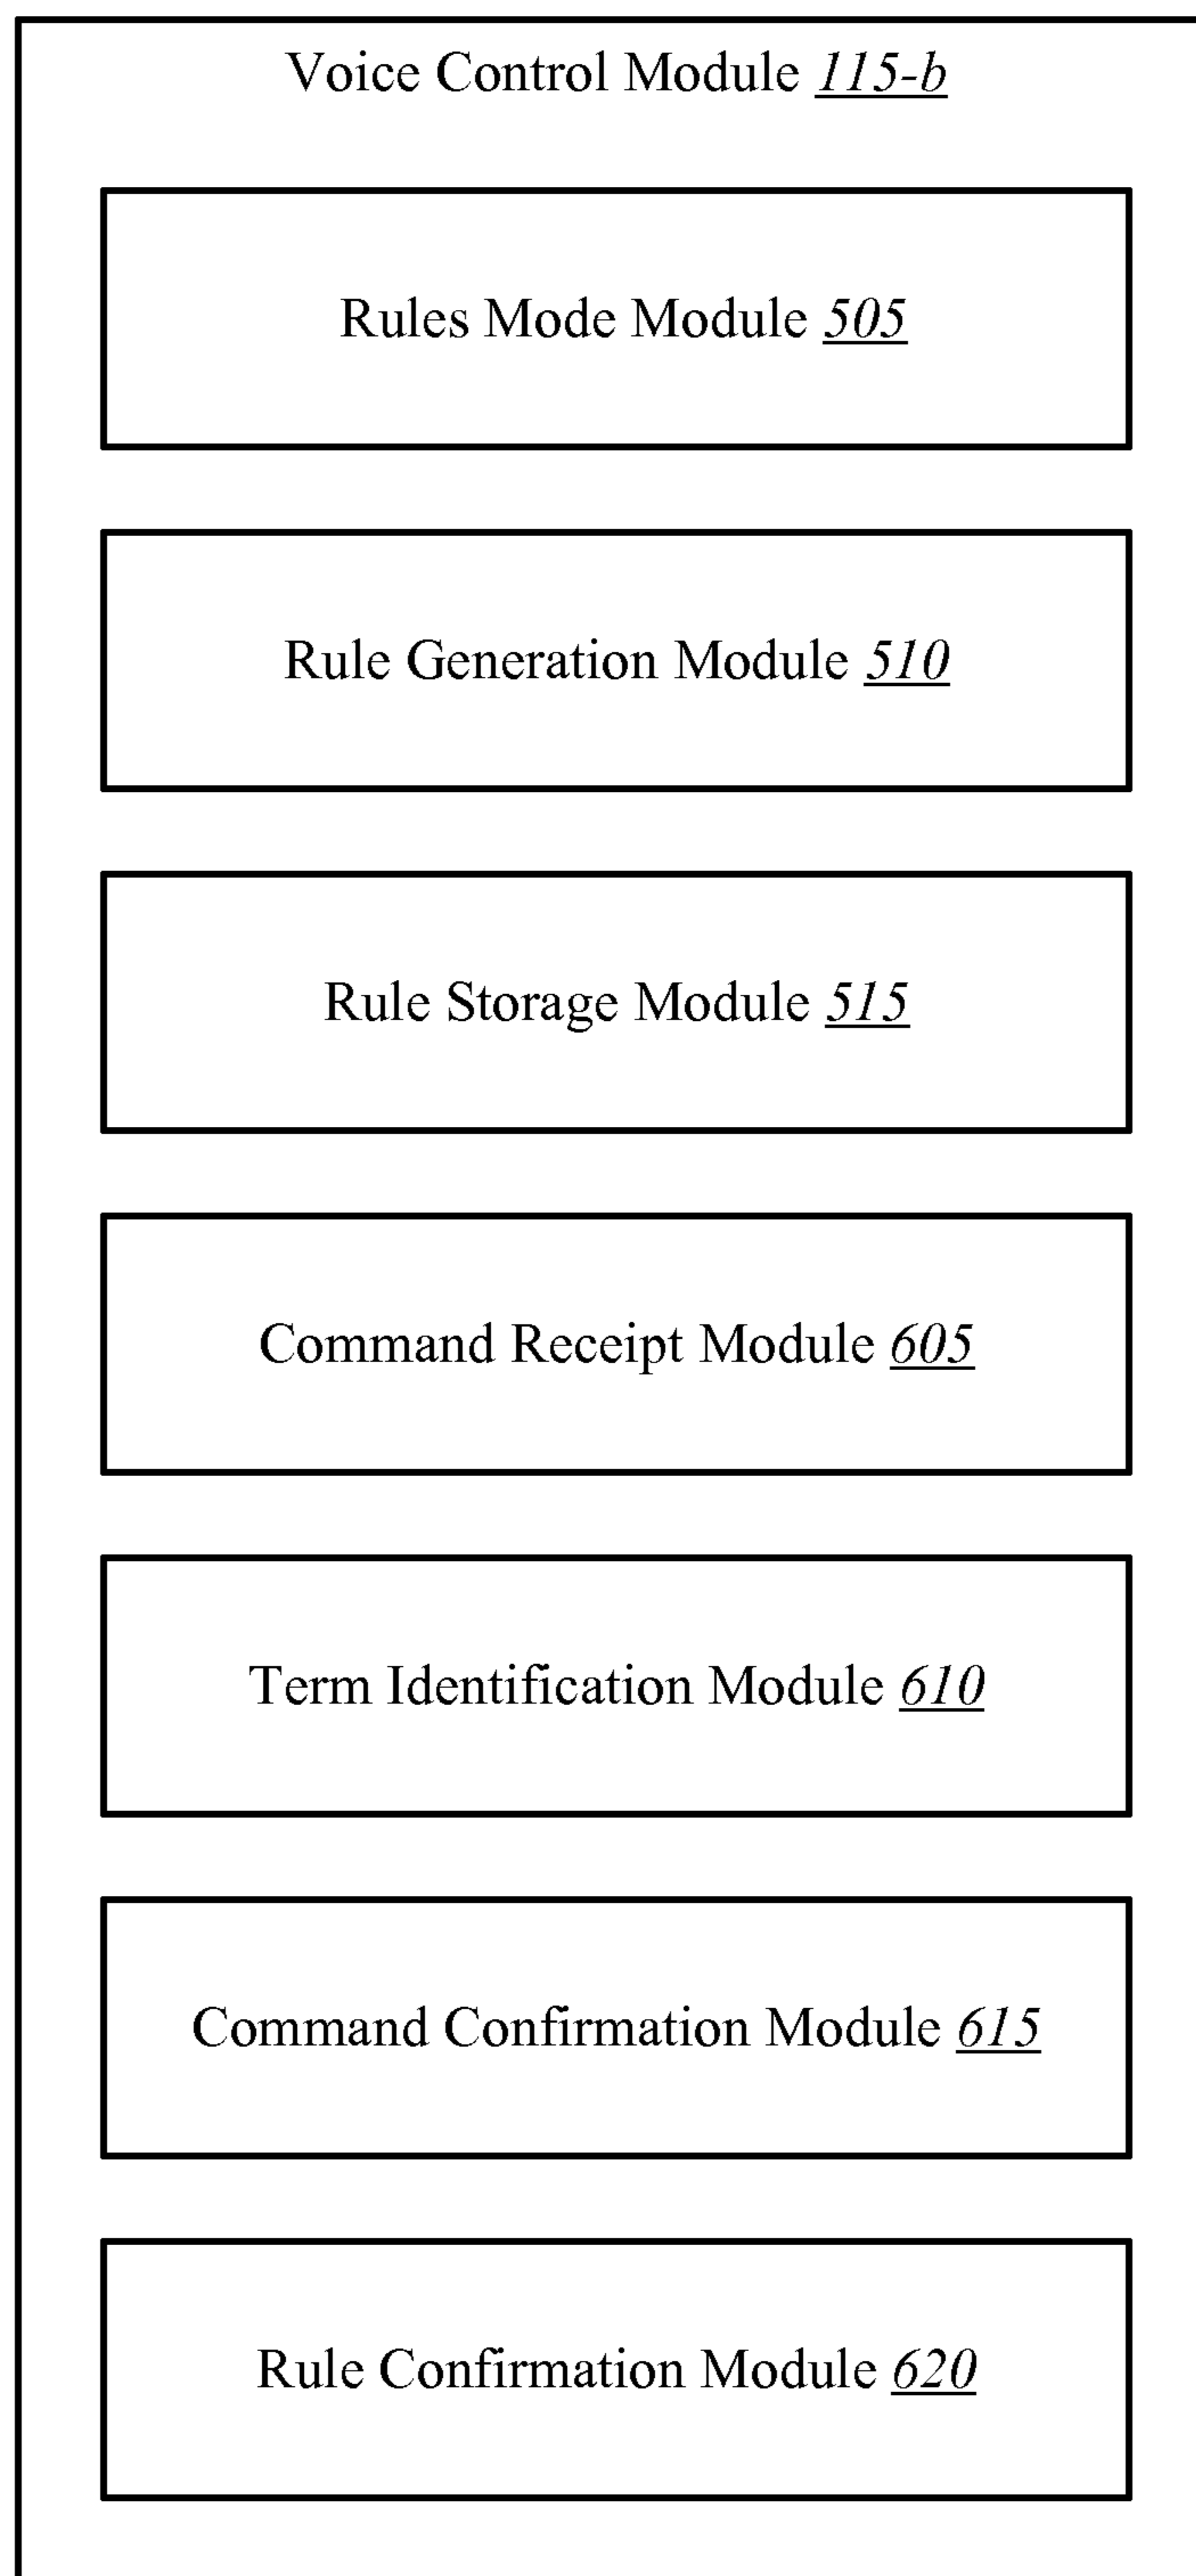 Voice Control Module 115-b
Rules Mode Module 505
Rule Generation Module 510
Rule Storage Module 515
Command Receipt Module 605
Term Identification Module 610
Command Confirmation Module 615
Rule Confirmation Module 620